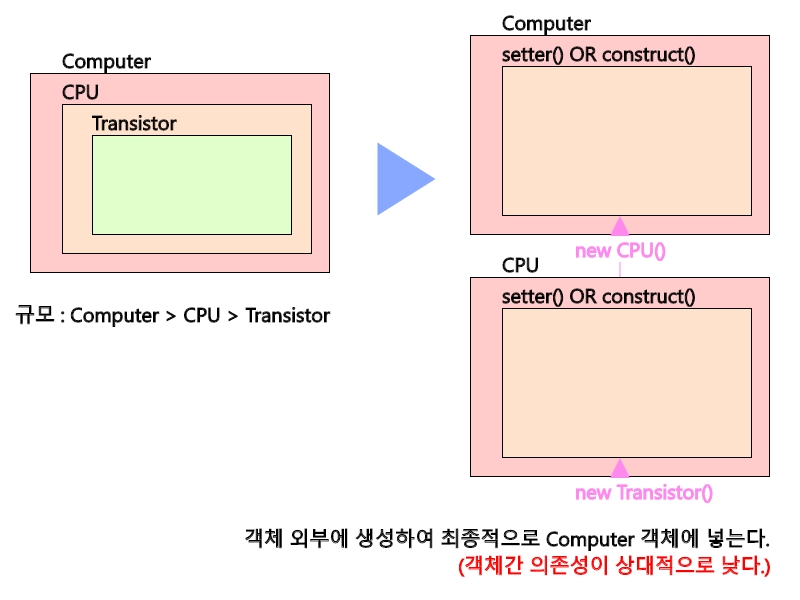 Computer
CPU
Transistor
규모 : Computer > CPU > Transistor
Computer
setter() OR construct()
new CPU()
CPU
setter() OR construct()
new Transistor()
객체 외부에 생성하여 최종적으로 Computer 객체에 넣는다.
(객체간 의존성이 상대적으로 낮다.)